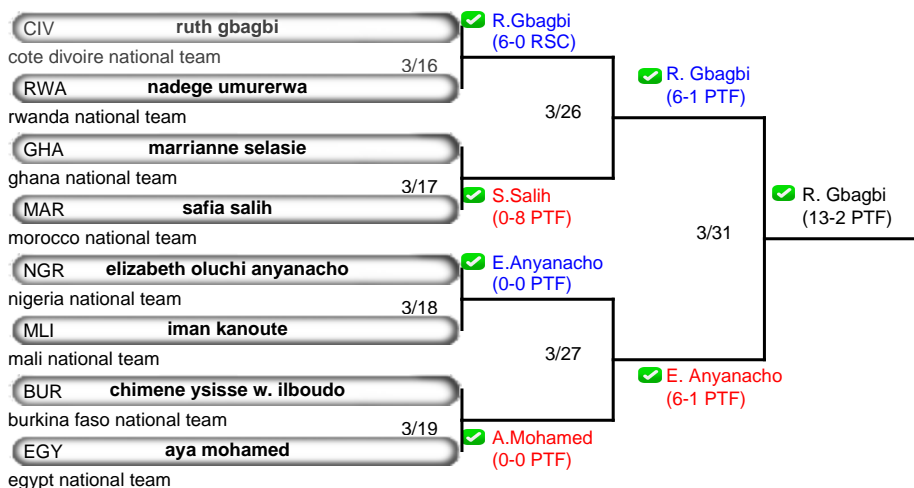 CIV ruth gbagbi
cote divoire national team
3/16
RWA nadege umurerwa
rwanda national team
GHA marrianne selasie
ghana national team
3/17
MAR safia salih
morocco national team
NGR elizabeth oluchi anyanacho
nigeria national team
3/18
MLI iman kanoute
mali national team
BUR chimene ysisse w. ilboudo
burkina faso national team
3/19
EGY aya mohamed
egypt national team
R.Gbagbi
(6-0 RSC)
3/26
S.Salih
(0-8 PTF)
E.Anyanacho
(0-0 PTF)
3/27
A.Mohamed
(0-0 PTF)
R. Gbagbi
(6-1 PTF)
3/31
E. Anyanacho
(6-1 PTF)
R. Gbagbi
(13-2 PTF)